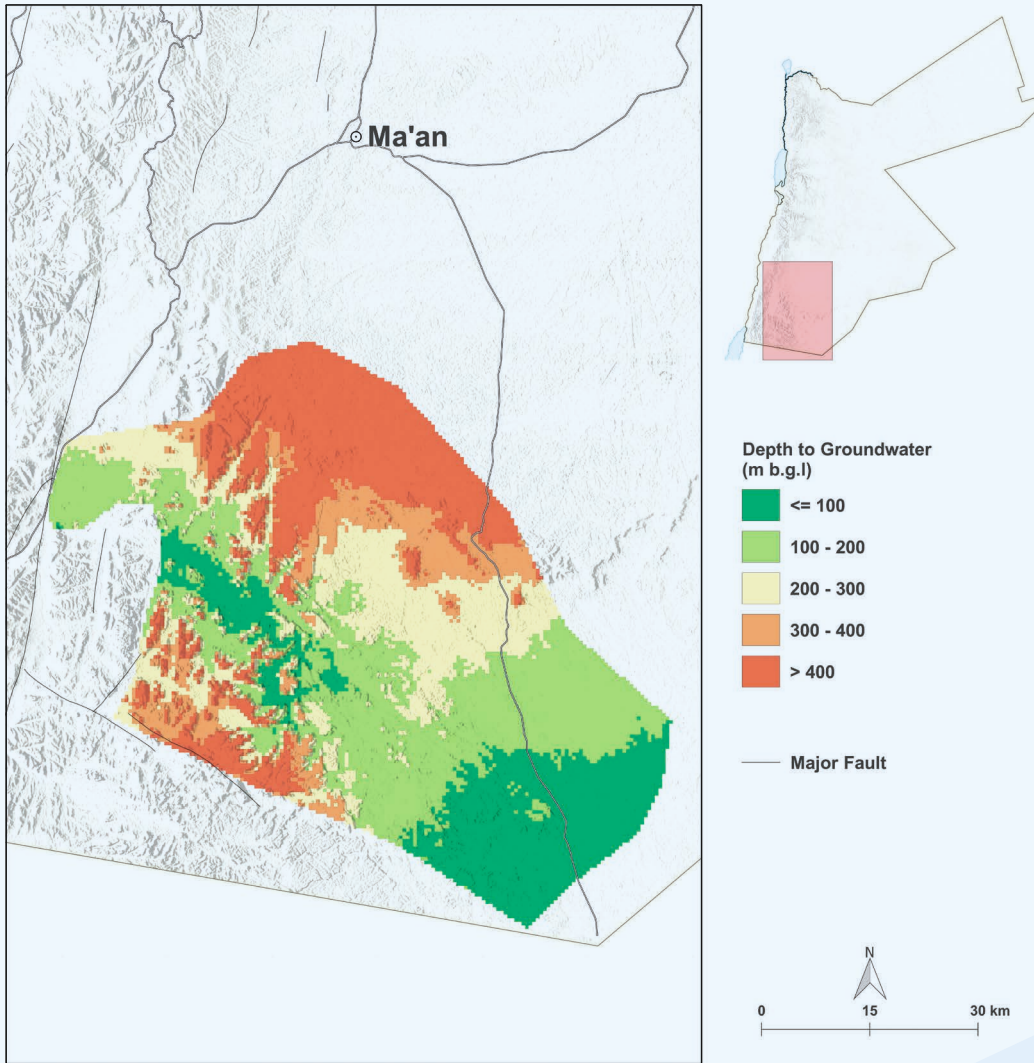 Ma'an
Depth to Groundwater
(m b.g.l)
<= 100
100 - 200
200 - 300
300 - 400
> 400
Major Fault
N
0 15 30 km